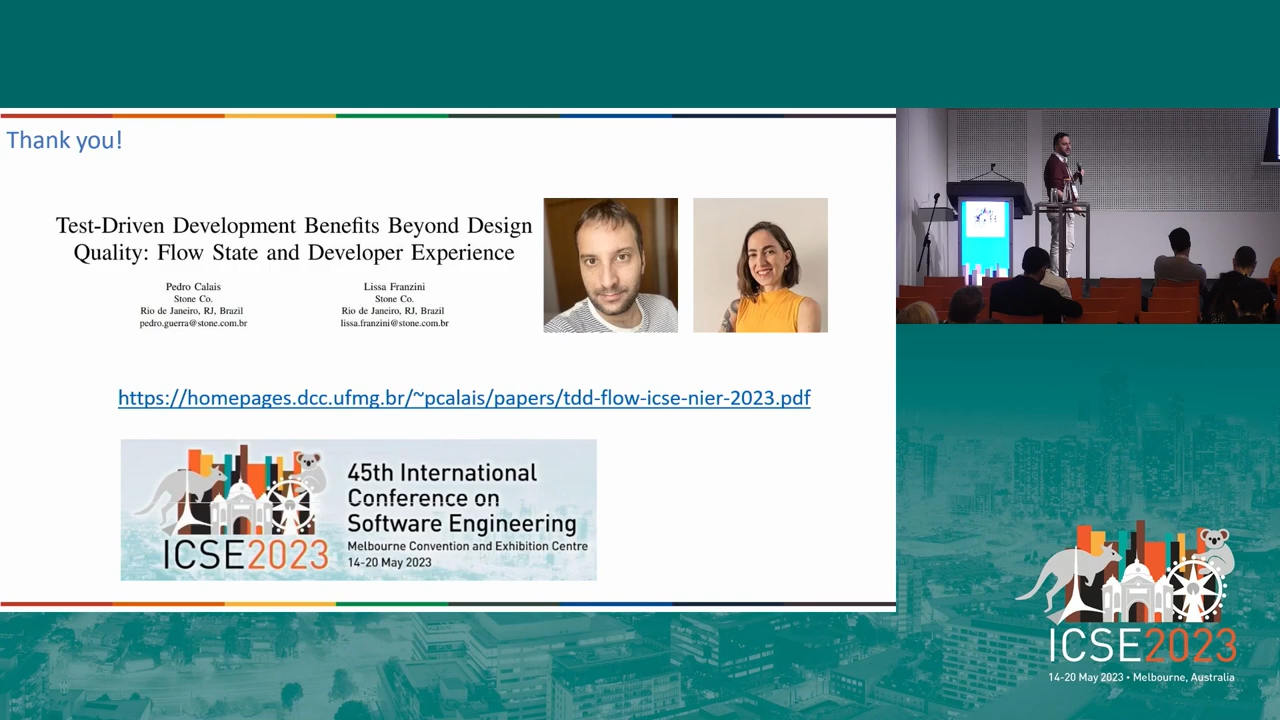 Thank you!
Test-Driven Development Benefits Beyond Design
Quality: Flow State and Developer Experience
Pedro Calais
Stone Co.
Rio de Janeiro, RJ, Brazil
pedro.guerra@stone.com.br
Lissa Franzini
Stone Co.
Rio de Janeiro, RJ, Brazil
lissa.franzini@stone.com.br
https://homepages.dcc.ufmg.br/~pcalais/papers/tdd-flow-icse-nier-2023.pdf
ICSE2023
45th International
Conference on
Software Engineering
Melbourne Convention and Exhibition Centre
14-20 May 2023
ICSE2023
14-20 May 2023 • Melbourne, Australia